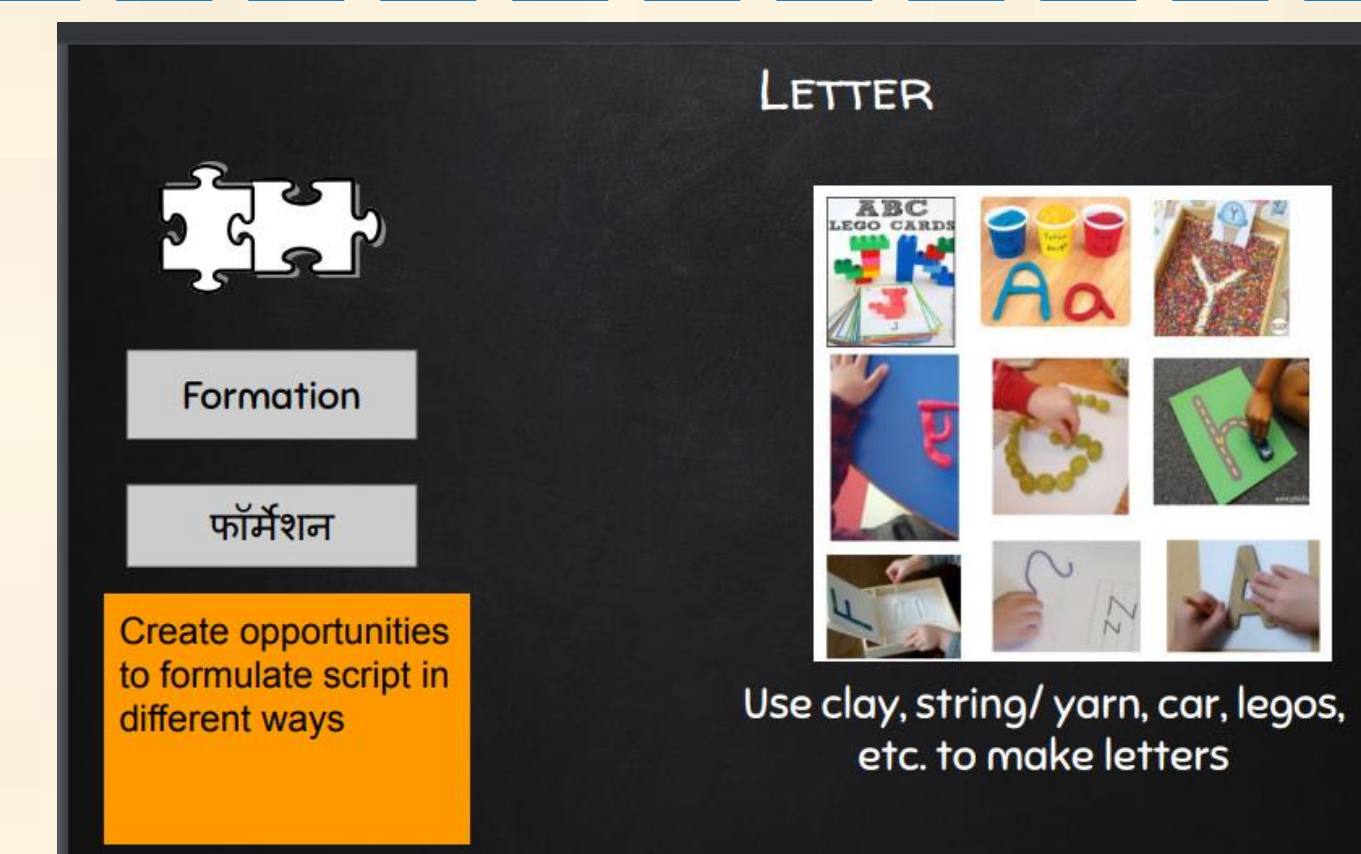 LETTER
ABC
LEGO CARDS
J
A a
Y
Formation
फॉर्मेशन
Create opportunities
to formulate script in
different ways
F
Zz
A
Use clay, string/ yarn, car, legos,
etc. to make letters